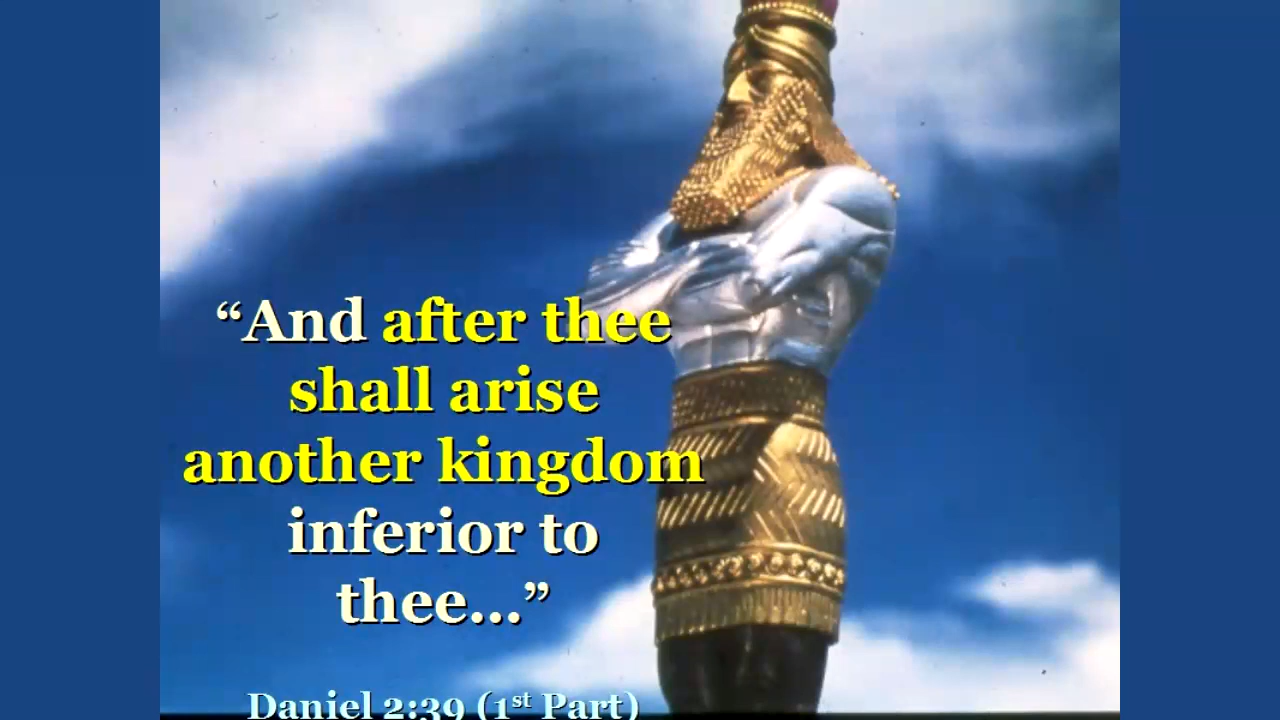 “And after thee
shall arise
another kingdom
inferior to
thee...”
Daniel 2:39 (1st Part)